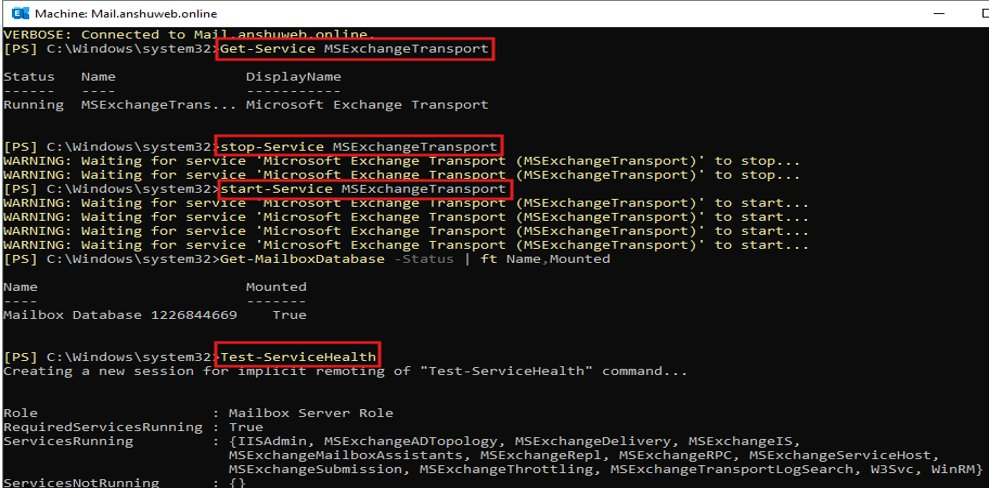 Machine: Mail.anshuweb.online
VERBOSE: Connected to Mail.anshuweb.online.
[PS] C:\Windows\system32>Get-Service MSExchangeTransport
Status Name DisplayName
------ ---- -----------
Running MSExchangeTrans... Microsoft Exchange Transport
[PS] C:\Windows\system32>stop-Service MSExchangeTransport
WARNING: Waiting for service 'Microsoft Exchange Transport (MSExchangeTransport)' to stop...
WARNING: Waiting for service 'Microsoft Exchange Transport (MSExchangeTransport)' to stop...
[PS] C:\Windows\system32>start-Service MSExchangeTransport
WARNING: Waiting for service 'Microsoft Exchange Transport (MSExchangeTransport)' to start...
WARNING: Waiting for service 'Microsoft Exchange Transport (MSExchangeTransport)' to start...
WARNING: Waiting for service 'Microsoft Exchange Transport (MSExchangeTransport)' to start...
WARNING: Waiting for service 'Microsoft Exchange Transport (MSExchangeTransport)' to start...
[PS] C:\Windows\system32>Get-MailboxDatabase -Status | ft Name,Mounted
Name Mounted
---- -------
Mailbox Database 1226844669 True
[PS] C:\Windows\system32>Test-ServiceHealth
Creating a new session for implicit remoting of "Test-ServiceHealth" command...
Role : Mailbox Server Role
RequiredServicesRunning : True
ServicesRunning : {IISAdmin, MSExchangeADTopology, MSExchangeDelivery, MSExchangeIS,
MSExchangeMailboxAssistants, MSExchangeRepl, MSExchangeRPC, MSExchangeServiceHost,
MSExchangeSubmission, MSExchangeThrottling, MSExchangeTransportLogSearch, W3Svc, WinRM}
ServicesNotRunning : {}